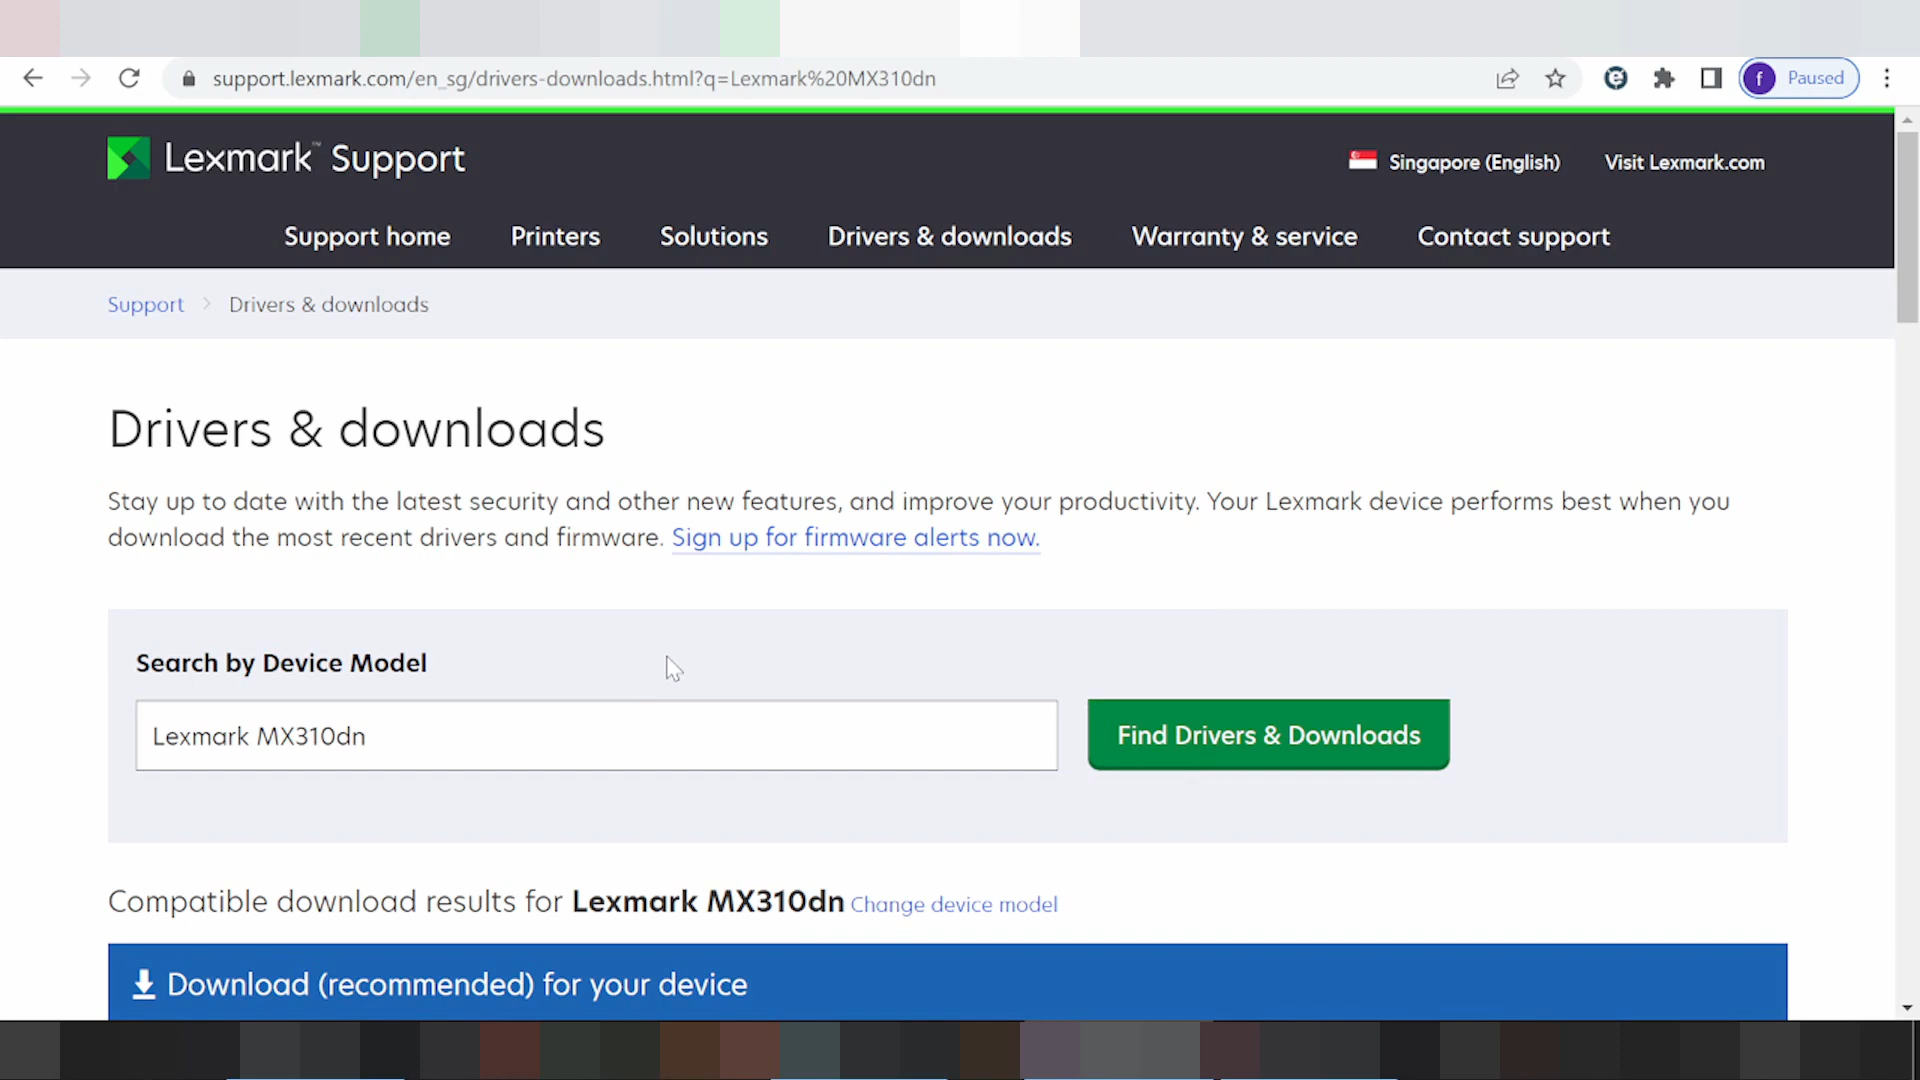 support.lexmark.com/en_sg/drivers-downloads.html?q=Lexmark%20MX310dn
f Paused
Lexmark™ Support
Singapore (English) Visit Lexmark.com
Support home Printers Solutions Drivers & downloads Warranty & service Contact support
Support > Drivers & downloads
Drivers & downloads
Stay up to date with the latest security and other new features, and improve your productivity. Your Lexmark device performs best when you
download the most recent drivers and firmware. Sign up for firmware alerts now.
Search by Device Model
Lexmark MX310dn
Find Drivers & Downloads
Compatible download results for Lexmark MX310dn Change device model
Download (recommended) for your device